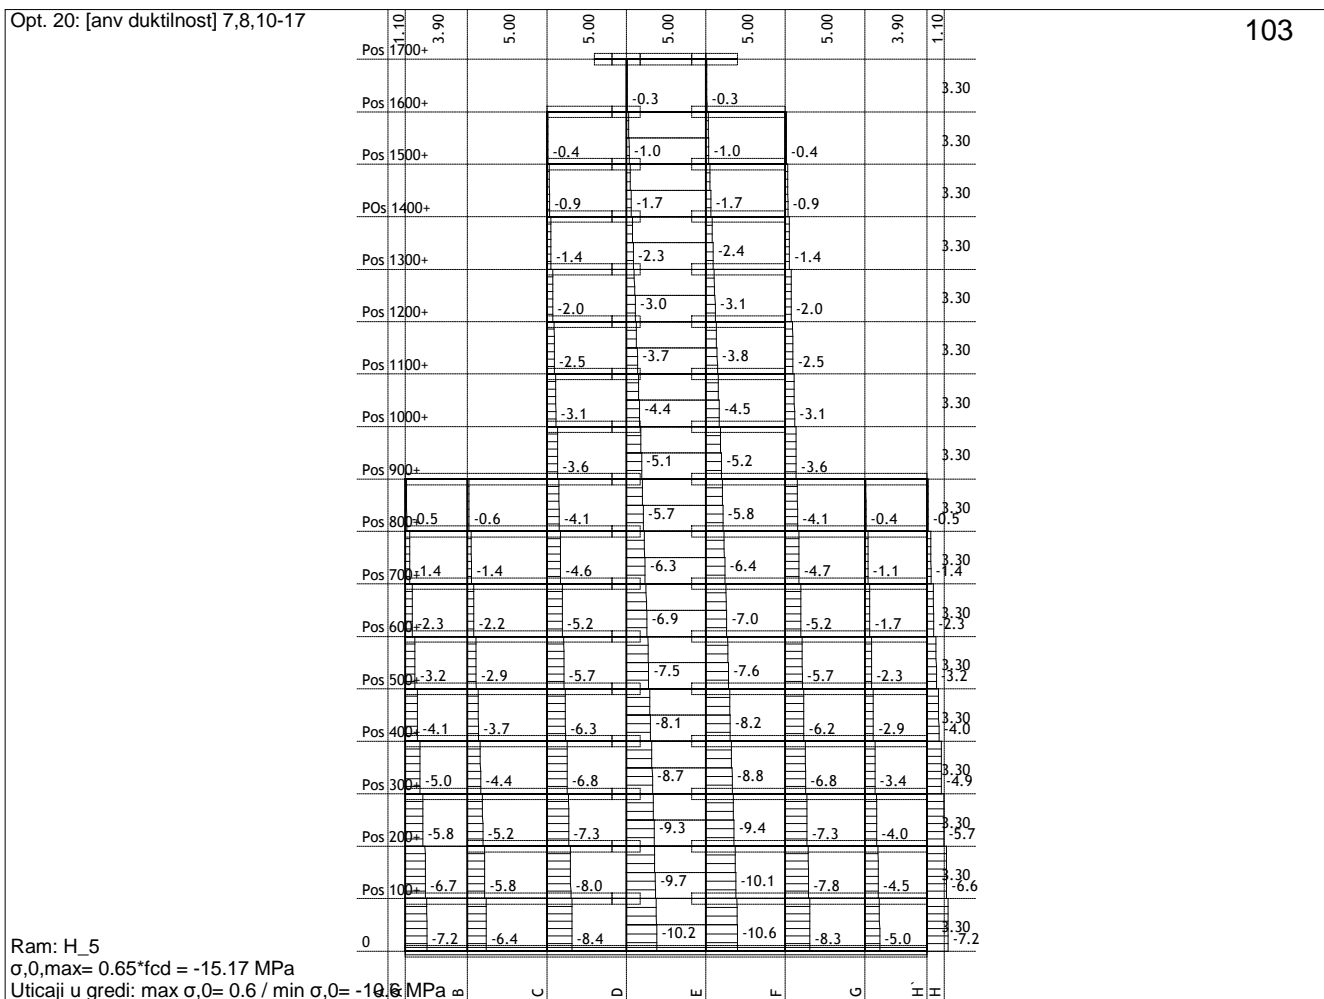 Opt. 20: [anv duktilnost] 7,8,10-17
103
1.10 3.90 5.00 5.00 5.00 5.00 5.00 3.90 1.10
Pos 1700+
3.30
-0.3 -0.3
Pos 1600+
3.30
-0.4 -1.0 -1.0 -0.4
Pos 1500+
3.30
-0.9 -1.7 -1.7 -0.9
POs 1400+
3.30
-1.4 -2.3 -2.4 -1.4
Pos 1300+
3.30
-2.0 -3.0 -3.1 -2.0
Pos 1200+
3.30
-2.5 -3.7 -3.8 -2.5
Pos 1100+
3.30
-3.1 -4.4 -4.5 -3.1
Pos 1000+
3.30
-3.6 -5.1 -5.2 -3.6
Pos 900+
3.30
-0.5 -0.6 -4.1 -5.7 -5.8 -4.1 -0.4 -0.5
Pos 800+
3.30
-1.4 -1.4 -4.6 -6.3 -6.4 -4.7 -1.1 -1.4
Pos 700+
3.30
-2.3 -2.2 -5.2 -6.9 -7.0 -5.2 -1.7 -2.3
Pos 600+
3.30
-3.2 -2.9 -5.7 -7.5 -7.6 -5.7 -2.3 -3.2
Pos 500+
3.30
-4.1 -3.7 -6.3 -8.1 -8.2 -6.2 -2.9 -4.0
Pos 400+
3.30
-5.0 -4.4 -6.8 -8.7 -8.8 -6.8 -3.4 -4.9
Pos 300+
3.30
-5.8 -5.2 -7.3 -9.3 -9.4 -7.3 -4.0 -5.7
Pos 200+
3.30
-6.7 -5.8 -8.0 -9.7 -10.1 -7.8 -4.5 -6.6
Pos 100+
3.30
-7.2 -6.4 -8.4 -10.2 -10.6 -8.3 -5.0 -7.2
0
Ram: H_5
σ,0,max= 0.65*fcd = -15.17 MPa
Uticaji u gredi: max σ,0= 0.6 / min σ,0= -10.6 MPa
B C D E F G H` H